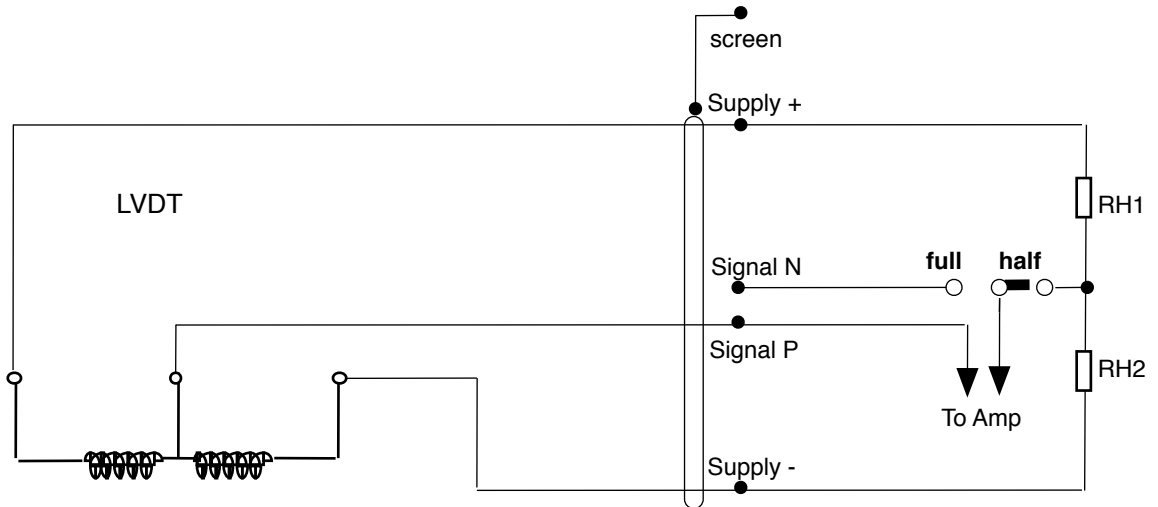 screen
Supply +
LVDT
RH1
Signal N
full
half
Signal P
RH2
To Amp
Supply -